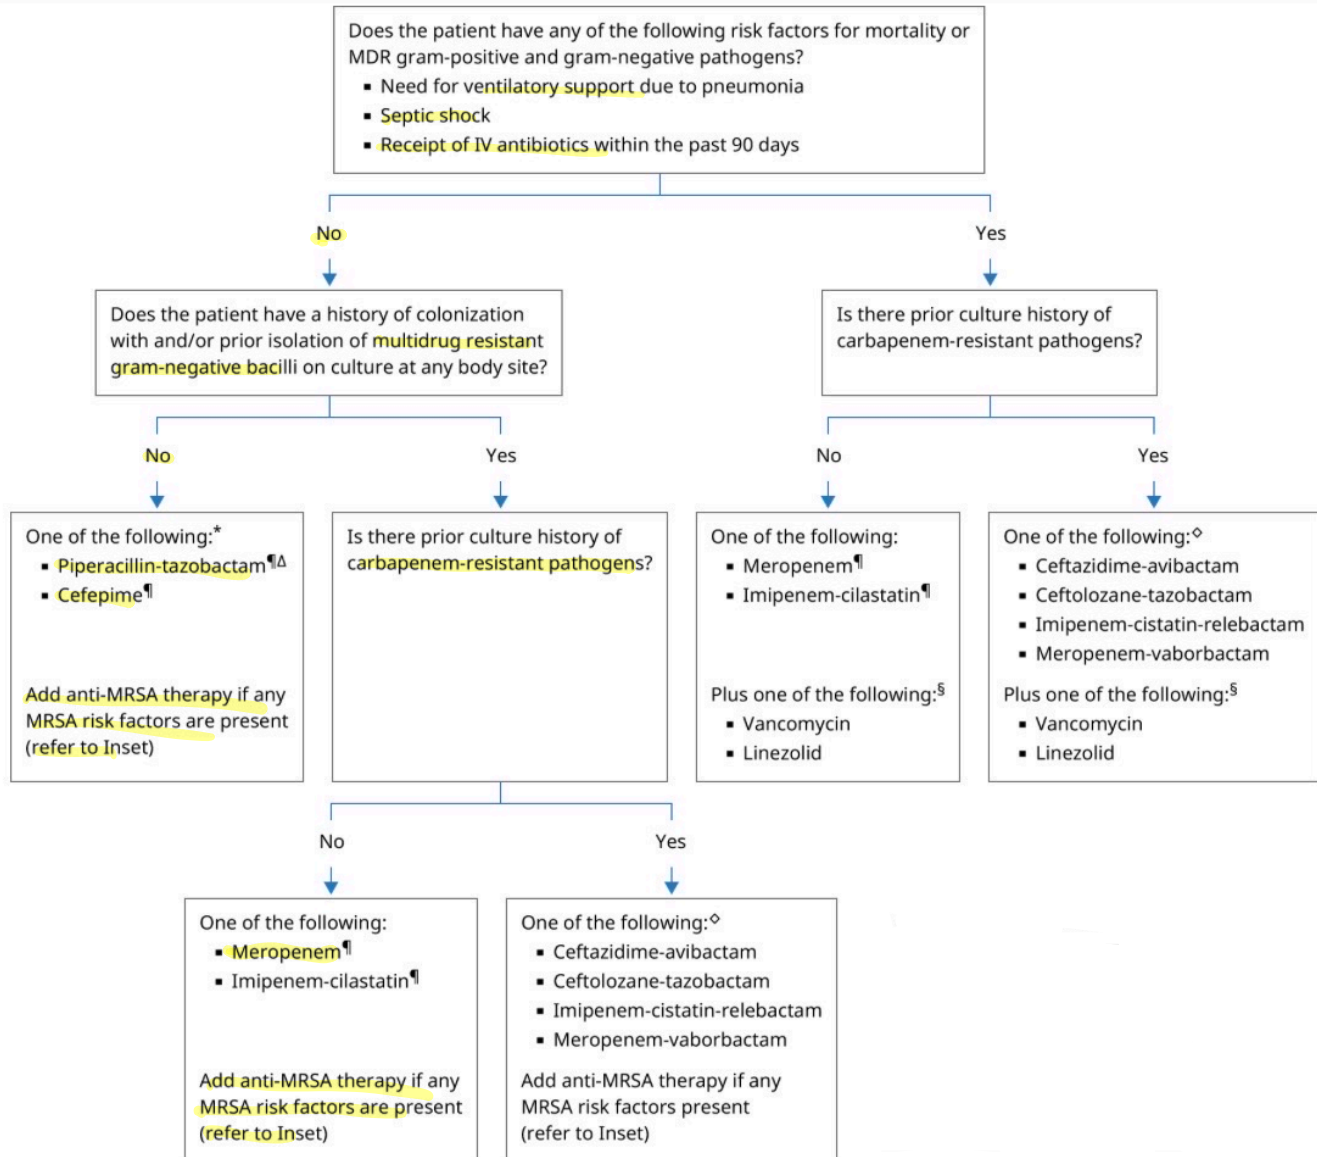 Does the patient have any of the following risk factors for mortality or
MDR gram-positive and gram-negative pathogens?
▪ Need for ventilatory support due to pneumonia
▪ Septic shock
▪ Receipt of IV antibiotics within the past 90 days
No
Yes
Does the patient have a history of colonization
with and/or prior isolation of multidrug resistant
gram-negative bacilli on culture at any body site?
Is there prior culture history of
carbapenem-resistant pathogens?
No
Yes
No
Yes
One of the following:*
▪ Piperacillin-tazobactam¶Δ
▪ Cefepime¶
Add anti-MRSA therapy if any
MRSA risk factors are present
(refer to Inset)
Is there prior culture history of
carbapenem-resistant pathogens?
One of the following:
▪ Meropenem¶
▪ Imipenem-cilastatin¶
Plus one of the following:§
▪ Vancomycin
▪ Linezolid
One of the following:◇
▪ Ceftazidime-avibactam
▪ Ceftolozane-tazobactam
▪ Imipenem-cistatin-relebactam
▪ Meropenem-vaborbactam
Plus one of the following:§
▪ Vancomycin
▪ Linezolid
No
Yes
One of the following:
▪ Meropenem¶
▪ Imipenem-cilastatin¶
Add anti-MRSA therapy if any
MRSA risk factors are present
(refer to Inset)
One of the following:◇
▪ Ceftazidime-avibactam
▪ Ceftolozane-tazobactam
▪ Imipenem-cistatin-relebactam
▪ Meropenem-vaborbactam
Add anti-MRSA therapy if any
MRSA risk factors present
(refer to Inset)